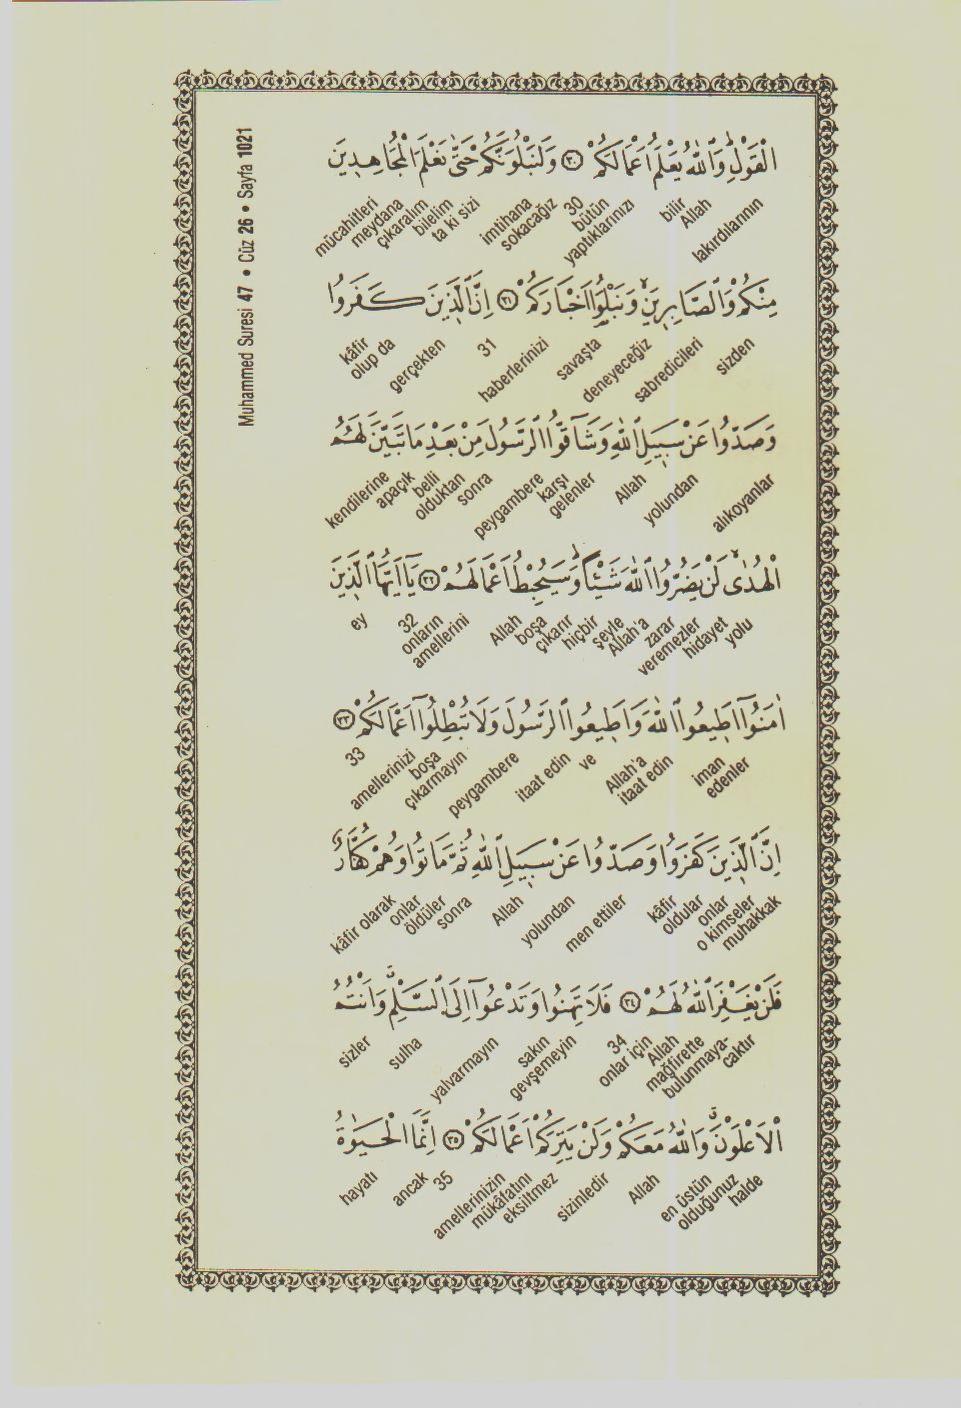 Muhammed Suresi 47 • Cüz 26 • Sayfa 1021
الْقَوْلِ وَاللّٰهُ يَعْلَمُ اَعْمَالَكُمْ ﴿٣٠﴾ وَلَنَبْلُوَنَّكُمْ حَتّٰى نَعْلَمَ الْمُجَاهِدِينَ
lakırdılarının Allah bilir yaptıklarınızı bütün 30 sokacağız imtihana ta ki sizi bilelim çıkaralım meydana mücahitleri
مِنْكُمْ وَالصَّابِرِينَ وَنَبْلُوَا اَخْبَارَكُمْ ﴿٣١﴾ اِنَّ الَّذِينَ كَفَرُوا
sizden sabredicileri deneyeceğiz savaşta haberlerinizi 31 gerçekten olup da kâfir
وَصَدُّوا عَنْ سَبِيلِ اللّٰهِ وَشَاقُّوا الرَّسُولَ مِنْ بَعْدِ مَا تَبَيَّنَ لَهُمُ
alıkoyanlar yolundan Allah gelenler karşı peygambere sonra olduktan belli apaçık kendilerine
الْهُدٰى لَنْ يَضُرُّوا اللّٰهَ شَيْئًا وَسَيُحْبِطُ اَعْمَالَهُمْ ﴿٣٢﴾ يَا اَيُّهَا الَّذِينَ
yolu hidayet veremezler zarar Allah'a şeyle hiçbir çıkarır boşa Allah amellerini onların 32 ey
اٰمَنُوا اَطِيعُوا اللّٰهَ وَاَطِيعُوا الرَّسُولَ وَلَا تُبْطِلُوا اَعْمَالَكُمْ ﴿٣٣﴾
iman edenler Allah'a itaat edin ve itaat edin peygambere çıkarmayın boşa amellerinizi 33
اِنَّ الَّذِينَ كَفَرُوا وَصَدُّوا عَنْ سَبِيلِ اللّٰهِ ثُمَّ مَاتُوا وَهُمْ كُفَّارٌ
muhakkak o kimseler onlar oldular kâfir men ettiler yolundan Allah sonra öldüler onlar kâfir olarak
فَلَنْ يَغْفِرَ اللّٰهُ لَهُمْ ﴿٣٤﴾ فَلَا تَهِنُوا وَتَدْعُوا اِلَى السَّلْمِ وَاَنْتُمُ
bulunmaya-caktır mağfirette Allah onlar için 34 gevşemeyin sakın yalvarmayın sulha sizler
الْاَعْلَوْنَ وَاللّٰهُ مَعَكُمْ وَلَنْ يَتِرَكُمْ اَعْمَالَكُمْ ﴿٣٥﴾ اِنَّمَا الْحَيٰوةُ
halde olduğunuz en üstün Allah sizinledir eksiltmez mükâfatını amellerinizin 35 ancak hayatı